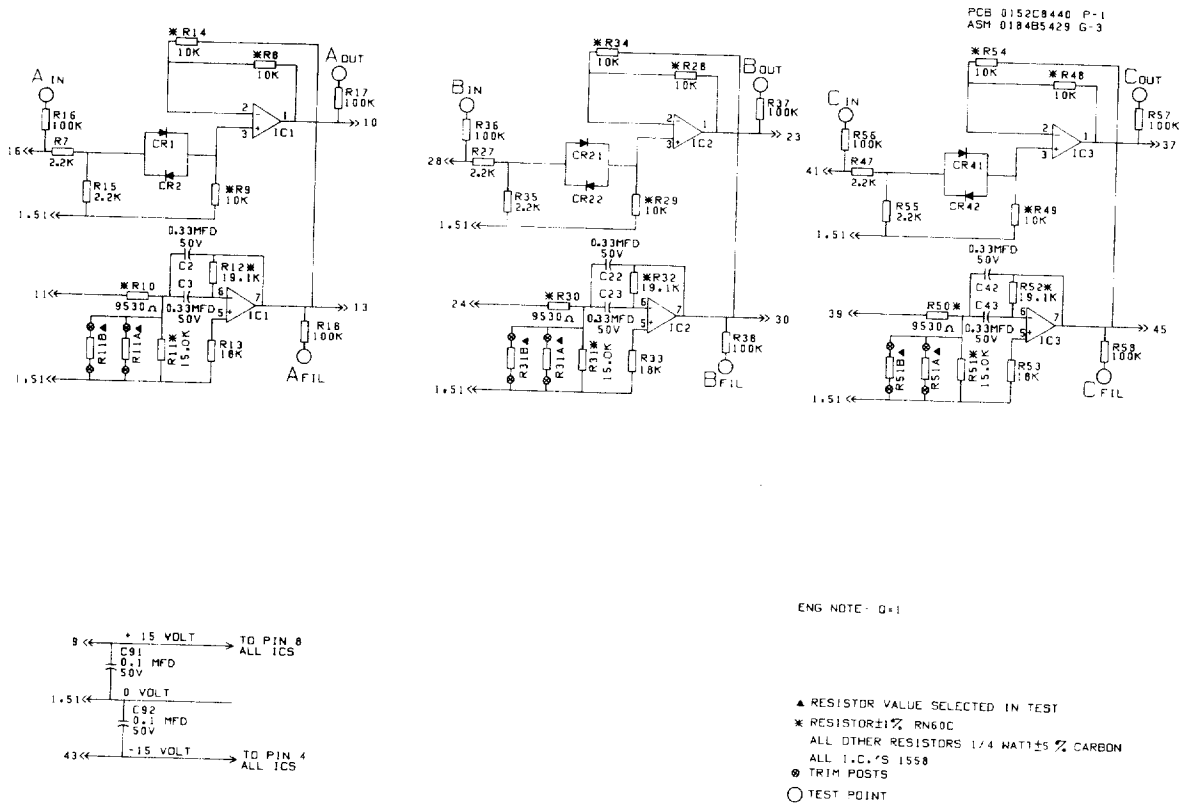 PCB 0152C8440 P-1
ASM 0184B5429 G-3
*R14
10K
*R8
10K
A IN
A OUT
R16
100K
R17
100K
2
1
3
IC1
10
16
R7
2.2K
CR1
CR2
R15
2.2K
*R9
10K
1.51
0.33MFD
50V
C2
R12*
19.1K
11
*R10
9530Ω
C3
0.33MFD
50V
6
7
5
IC1
13
R11B▲
R11A▲
R11*
15.0K
R13
18K
R18
100K
1.51
A FIL
*R34
10K
*R28
10K
B IN
B OUT
R36
100K
R37
100K
2
1
3
IC2
23
28
R27
2.2K
CR21
CR22
R35
2.2K
*R29
10K
1.51
0.33MFD
50V
C22
*R32
19.1K
24
*R30
9530Ω
C23
0.33MFD
50V
6
7
5
IC2
30
R31B▲
R31A▲
R31*
15.0K
R33
18K
R38
100K
1.51
B FIL
*R54
10K
*R48
10K
C IN
C OUT
R56
100K
R57
100K
2
1
3
IC3
37
41
R47
2.2K
CR41
CR42
R55
2.2K
*R49
10K
1.51
0.33MFD
50V
C42
R52*
19.1K
39
R50*
9530Ω
C43
0.33MFD
50V
6
7
5
IC3
45
R51B▲
R51A▲
R51*
15.0K
R53
18K
R58
100K
1.51
C FIL
ENG NOTE- Q=1
9
+ 15 VOLT
TO PIN 8
ALL ICS
C91
0.1 MFD
50V
1.51
0 VOLT
C92
0.1 MFD
50V
43
-15 VOLT
TO PIN 4
ALL ICS
▲ RESISTOR VALUE SELECTED IN TEST
* RESISTOR±1% RN60C
ALL OTHER RESISTORS 1/4 WATT±5 % CARBON
ALL I.C.'S 1558
⊗ TRIM POSTS
○ TEST POINT